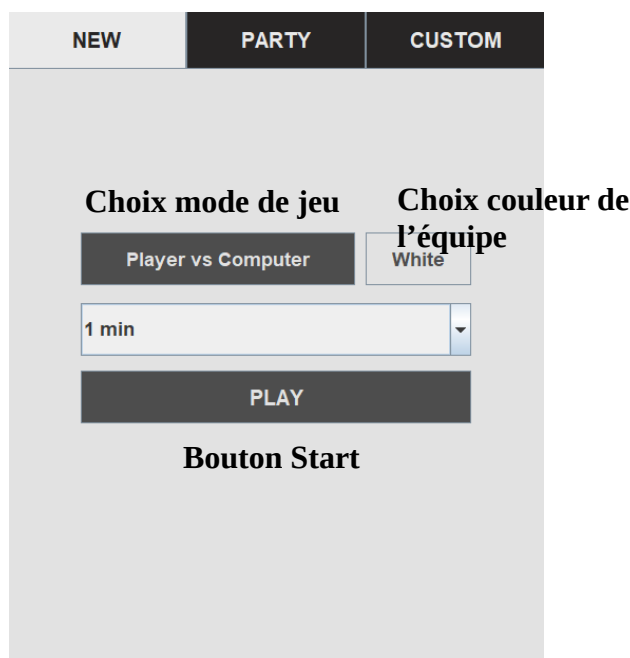 NEW PARTY CUSTOM
Choix mode de jeu
Choix couleur de
l’équipe
Player vs Computer
White
1 min
PLAY
Bouton Start